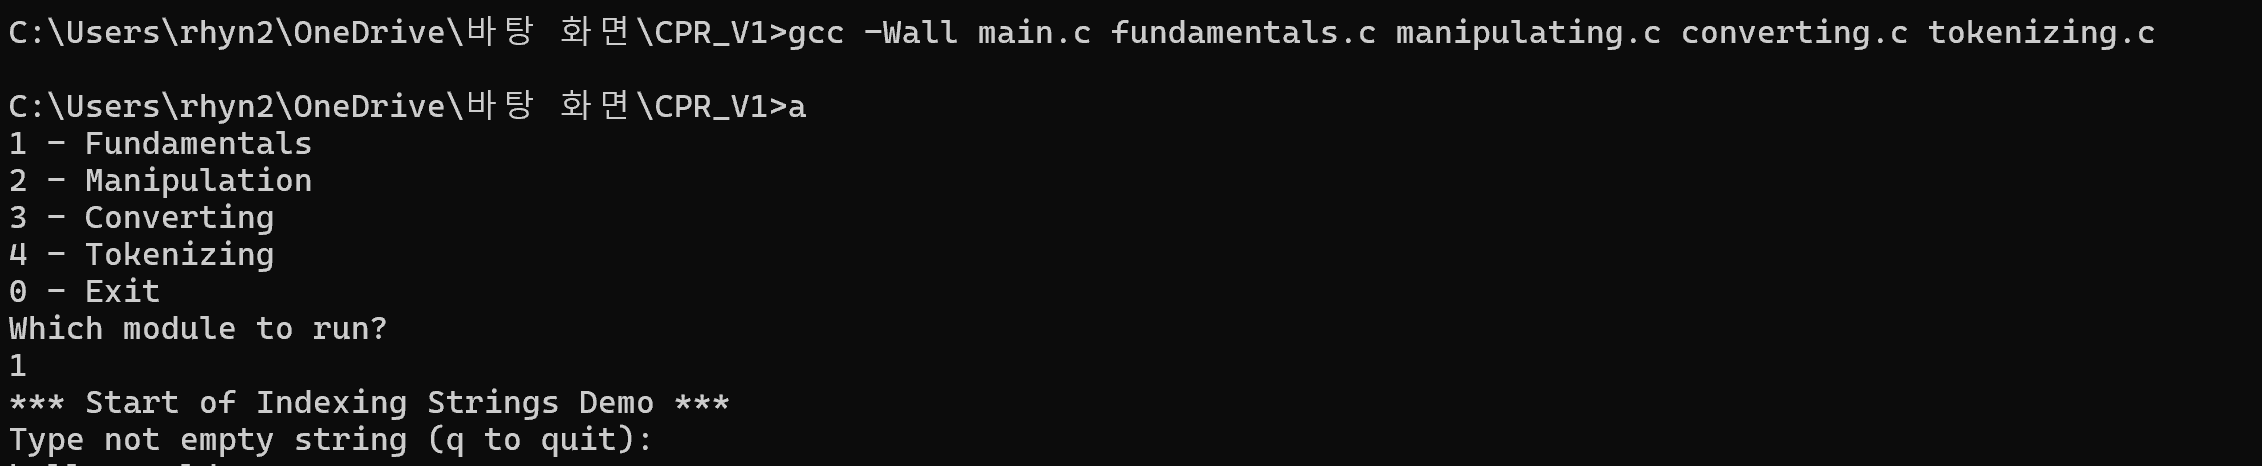 C:\Users\rhyn2\OneDrive\바탕 화면\CPR_V1>gcc -Wall main.c fundamentals.c manipulating.c converting.c tokenizing.c
C:\Users\rhyn2\OneDrive\바탕 화면\CPR_V1>a
1 - Fundamentals
2 - Manipulation
3 - Converting
4 - Tokenizing
0 - Exit
Which module to run?
1
*** Start of Indexing Strings Demo ***
Type not empty string (q to quit):